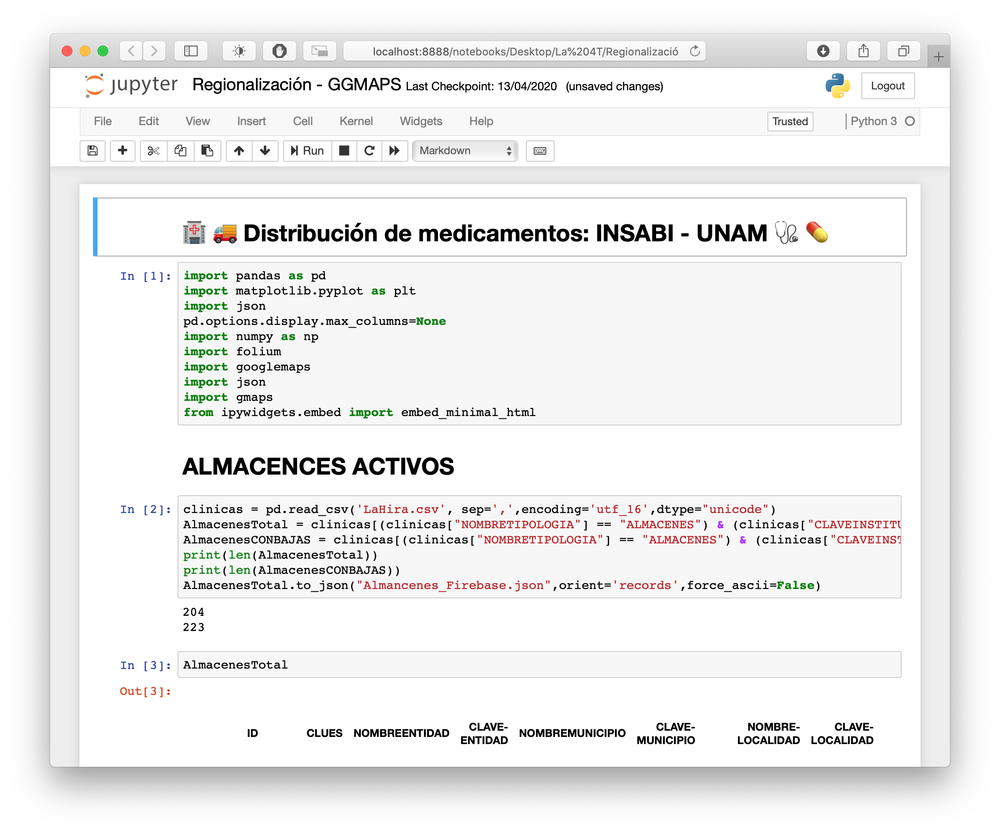 localhost:8888/notebooks/Desktop/La%204T/Regionalizació
jupyter Regionalización - GGMAPS Last Checkpoint: 13/04/2020 (unsaved changes)
Logout
File Edit View Insert Cell Kernel Widgets Help
Trusted
Python 3
Run
Markdown
Distribución de medicamentos: INSABI - UNAM
In [1]:
import pandas as pd
import matplotlib.pyplot as plt
import json
pd.options.display.max_columns=None
import numpy as np
import folium
import googlemaps
import json
import gmaps
from ipywidgets.embed import embed_minimal_html
ALMACENCES ACTIVOS
In [2]:
clinicas = pd.read_csv('LaHira.csv', sep=',',encoding='utf_16',dtype="unicode")
AlmacenesTotal = clinicas[(clinicas["NOMBRETIPOLOGIA"] == "ALMACENES") & (clinicas["CLAVEINSTITU
AlmacenesCONBAJAS = clinicas[(clinicas["NOMBRETIPOLOGIA"] == "ALMACENES") & (clinicas["CLAVEINST
print(len(AlmacenesTotal))
print(len(AlmacenesCONBAJAS))
AlmacenesTotal.to_json("Almancenes_Firebase.json",orient='records',force_ascii=False)
204
223
In [3]:
AlmacenesTotal
Out[3]:
ID CLUES NOMBREENTIDAD CLAVE-ENTIDAD NOMBREMUNICIPIO CLAVE-MUNICIPIO NOMBRE-LOCALIDAD CLAVE-LOCALIDAD